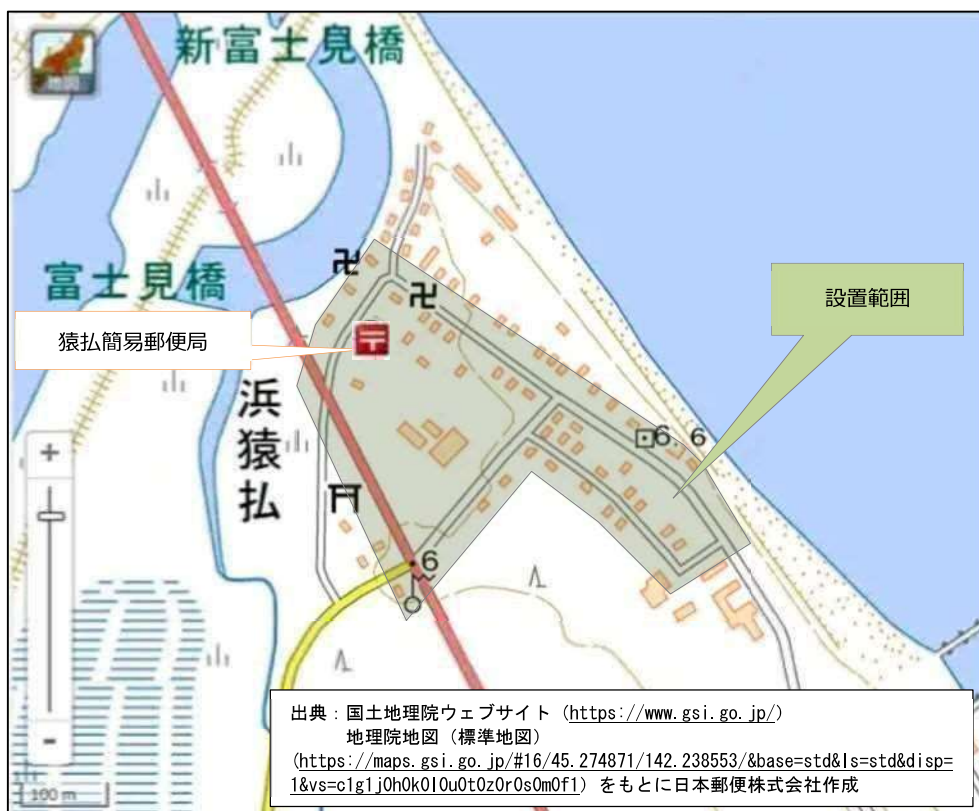 新富士見橋
地図
富士見橋
設置範囲
猿払簡易郵便局
浜猿払
6.6
6
+
-
100 m
出典：国土地理院ウェブサイト（https://www.gsi.go.jp/）
地理院地図（標準地図）
（https://maps.gsi.go.jp/#16/45.274871/142.238553/&base=std&ls=std&disp=
1&vs=c1g1j0h0k0l0u0t0z0r0s0m0f1）をもとに日本郵便株式会社作成